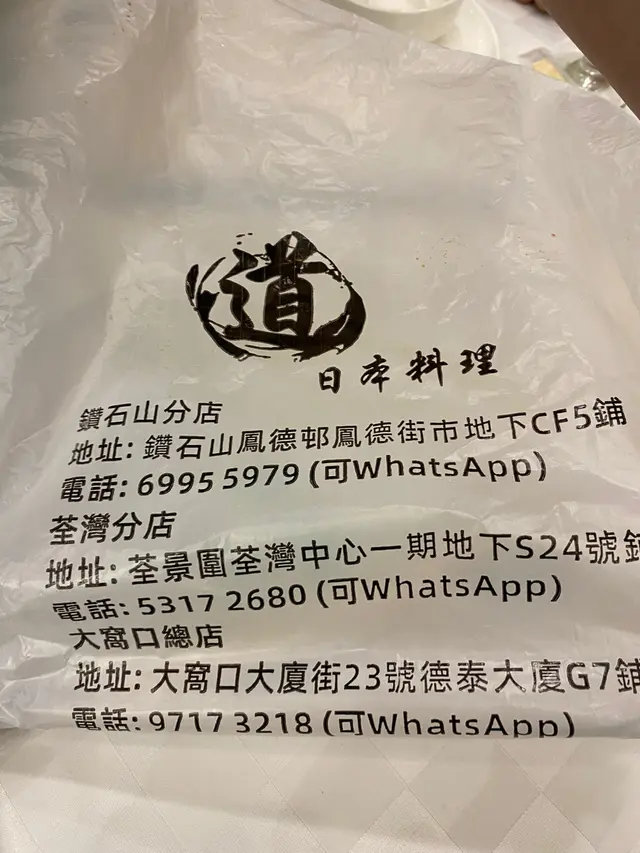 道
日本料理
鑽石山分店
地址: 鑽石山鳳德邨鳳德街市地下CF5鋪
電話: 6995 5979 (可WhatsApp)
荃灣分店
地址: 荃景圍荃灣中心一期地下S24號鋪
電話: 5317 2680 (可WhatsApp)
大窩口總店
地址: 大窩口大廈街23號德泰大廈G7鋪
電話: 9717 3218 (可WhatsApp)